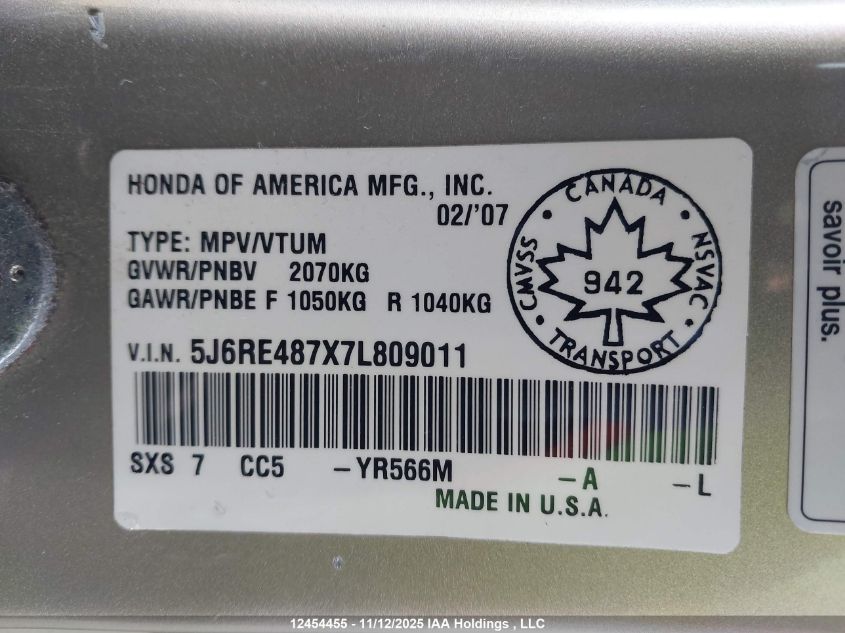 HONDA OF AMERICA MFG., INC.
02/'07
TYPE: MPV/VTUM
GVWR/PNBV 2070KG
GAWR/PNBE F 1050KG R 1040KG
V.I.N. 5J6RE487X7L809011
SXS 7 CC5 -YR566M -A -L
MADE IN U.S.A.
CANADA
CMVSS
942
NSVAC
TRANSPORT
savoir plus.
12454455 - 11/12/2025 IAA Holdings , LLC